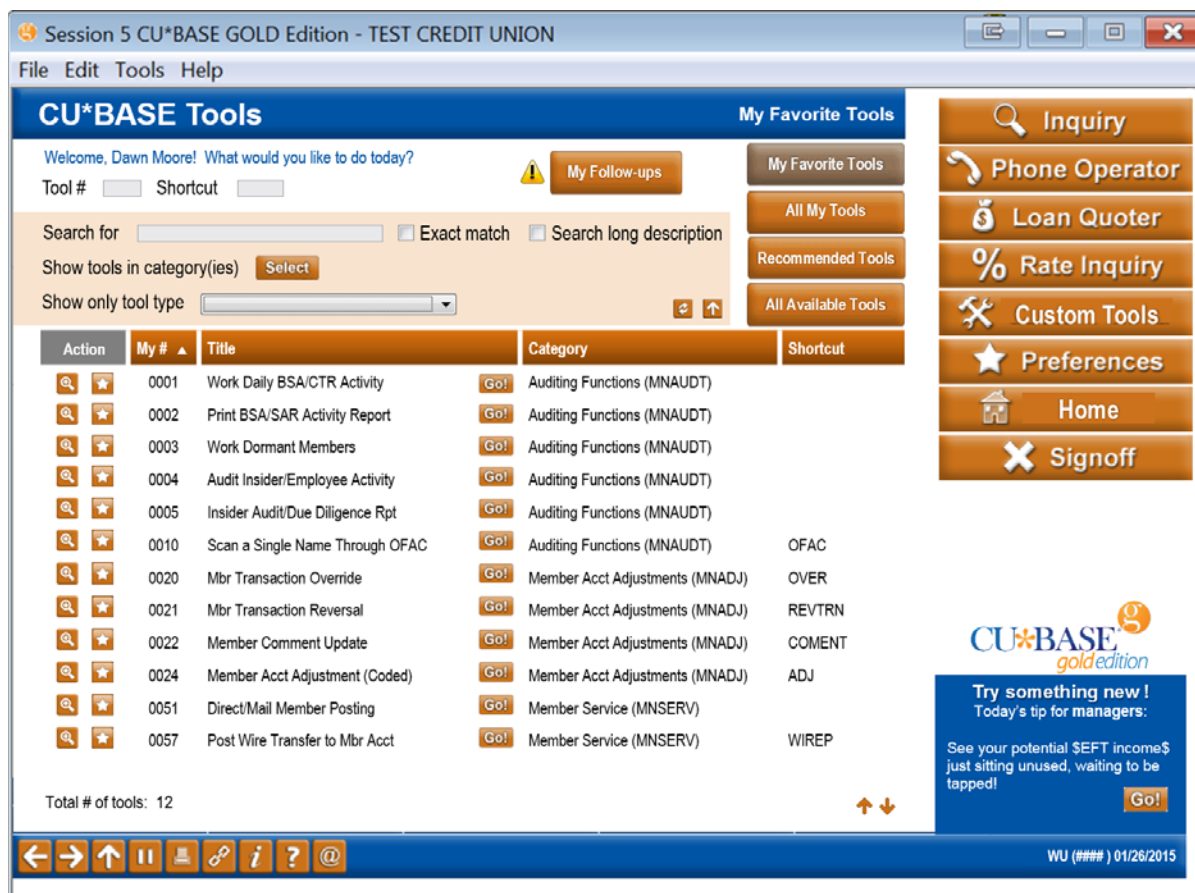 Session 5 CU*BASE GOLD Edition - TEST CREDIT UNION
File Edit Tools Help
CU*BASE Tools
My Favorite Tools
Welcome, Dawn Moore! What would you like to do today?
Tool # Shortcut
My Follow-ups
Search for Exact match Search long description
Show tools in category(ies) Select
Show only tool type
My Favorite Tools
All My Tools
Recommended Tools
All Available Tools
Action My # Title Category Shortcut
0001 Work Daily BSA/CTR Activity Go! Auditing Functions (MNAUDT)
0002 Print BSA/SAR Activity Report Go! Auditing Functions (MNAUDT)
0003 Work Dormant Members Go! Auditing Functions (MNAUDT)
0004 Audit Insider/Employee Activity Go! Auditing Functions (MNAUDT)
0005 Insider Audit/Due Diligence Rpt Go! Auditing Functions (MNAUDT)
0010 Scan a Single Name Through OFAC Go! Auditing Functions (MNAUDT) OFAC
0020 Mbr Transaction Override Go! Member Acct Adjustments (MNADJ) OVER
0021 Mbr Transaction Reversal Go! Member Acct Adjustments (MNADJ) REVTRN
0022 Member Comment Update Go! Member Acct Adjustments (MNADJ) COMENT
0024 Member Acct Adjustment (Coded) Go! Member Acct Adjustments (MNADJ) ADJ
0051 Direct/Mail Member Posting Go! Member Service (MNSERV)
0057 Post Wire Transfer to Mbr Acct Go! Member Service (MNSERV) WIREP
Total # of tools: 12
Inquiry
Phone Operator
Loan Quoter
Rate Inquiry
Custom Tools
Preferences
Home
Signoff
g
CU*BASE
gold edition
Try something new !
Today's tip for managers:
See your potential $EFT income$
just sitting unused, waiting to be
tapped!
Go!
i ? @
WU (#### ) 01/26/2015